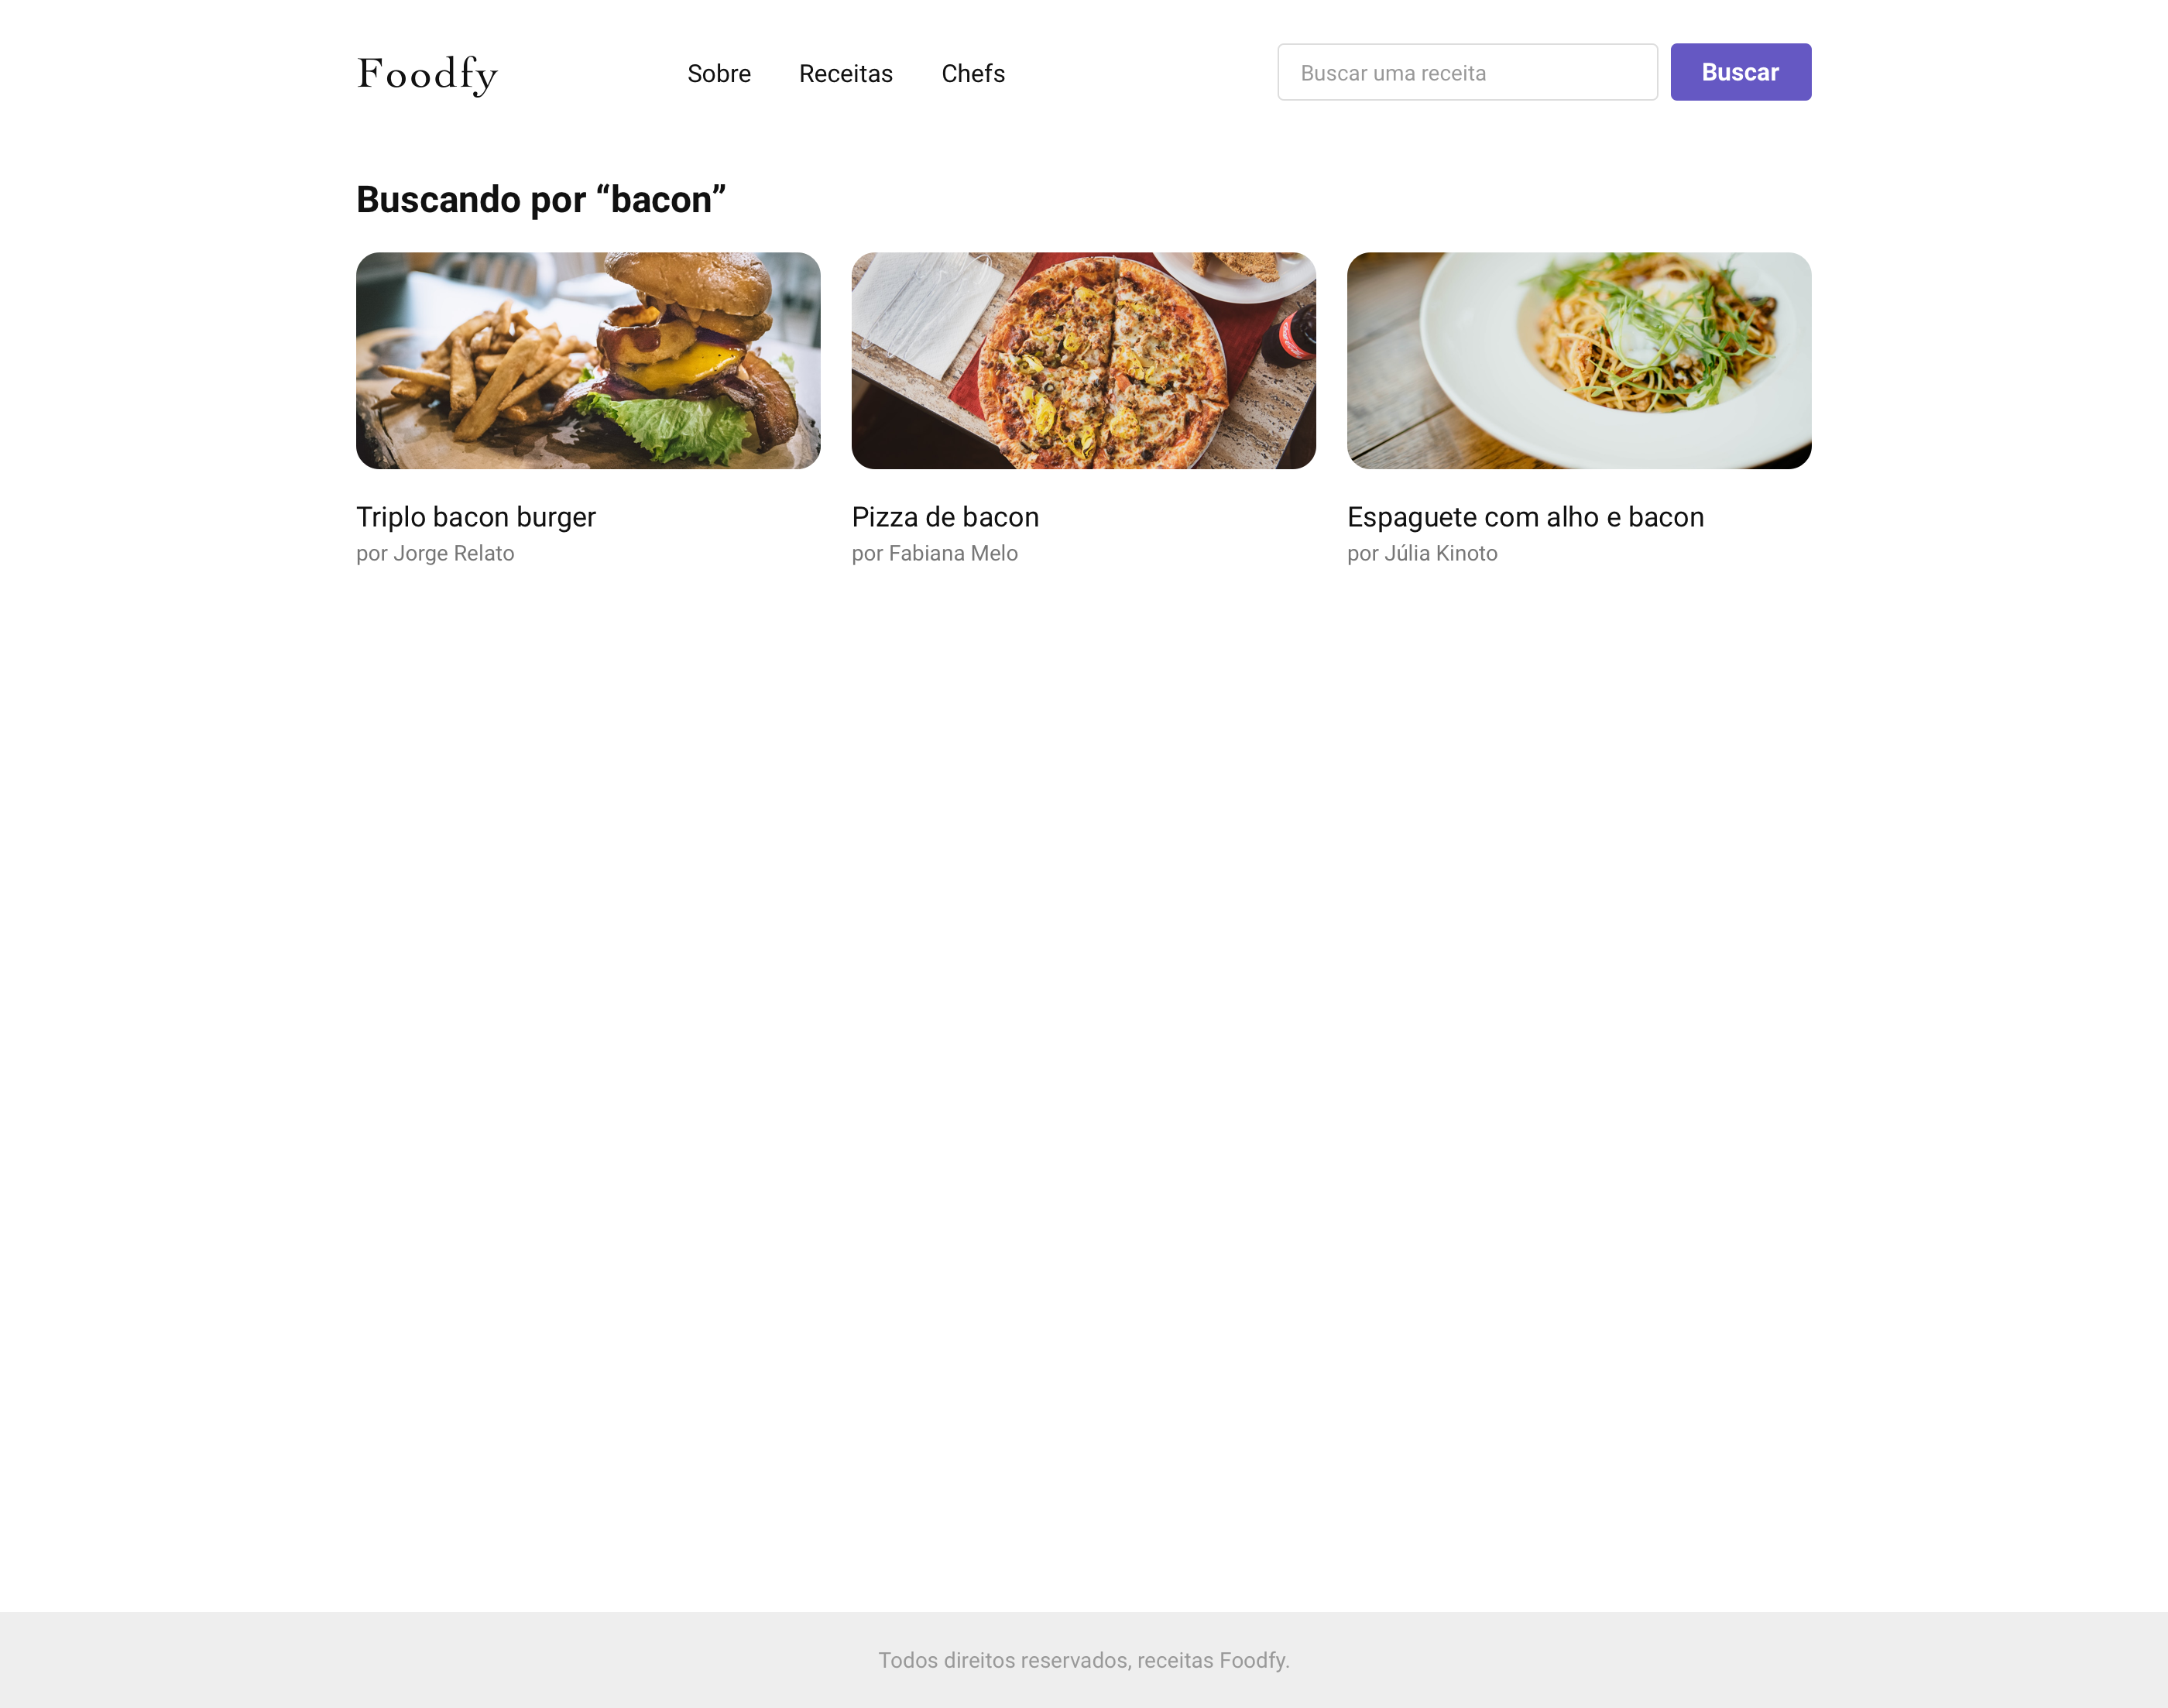 Foodfy
Sobre Receitas Chefs
Buscar uma receita
Buscar
Buscando por “bacon”
Triplo bacon burger
por Jorge Relato
Pizza de bacon
por Fabiana Melo
Espaguete com alho e bacon
por Júlia Kinoto
Todos direitos reservados, receitas Foodfy.